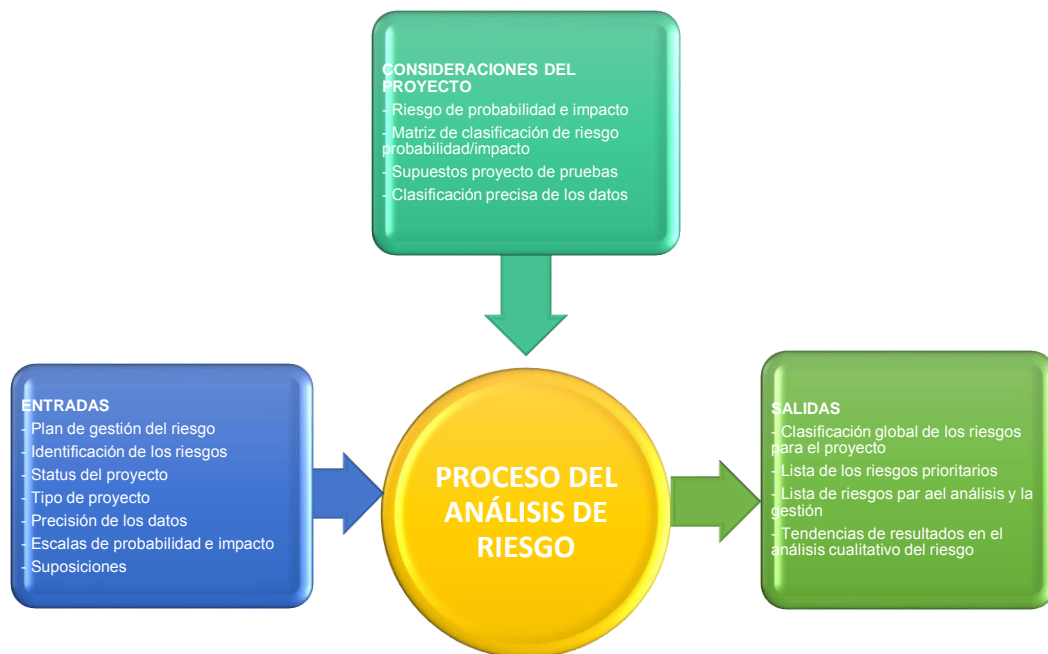 CONSIDERACIONES DEL
PROYECTO
- Riesgo de probabilidad e impacto
- Matriz de clasificación de riesgo
probabilidad/impacto
- Supuestos proyecto de pruebas
- Clasificación precisa de los datos
ENTRADAS
- Plan de gestión del riesgo
- Identificación de los riesgos
- Status del proyecto
- Tipo de proyecto
- Precisión de los datos
- Escalas de probabilidad e impacto
- Suposiciones
PROCESO DEL
ANÁLISIS DE
RIESGO
SALIDAS
- Clasificación global de los riesgos
para el proyecto
- Lista de los riesgos prioritarios
- Lista de riesgos par ael análisis y la
gestión
- Tendencias de resultados en el
análisis cualitativo del riesgo